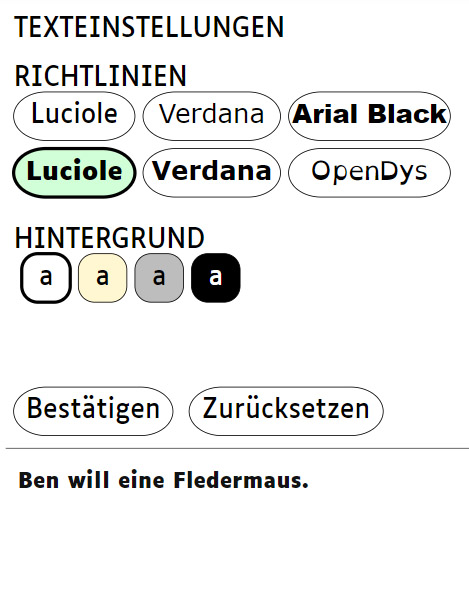 TEXTEINSTELLUNGEN
RICHTLINIEN
Luciole Verdana Arial Black
Luciole Verdana OpenDys
HINTERGRUND
a a a a
Bestätigen Zurücksetzen
Ben will eine Fledermaus.